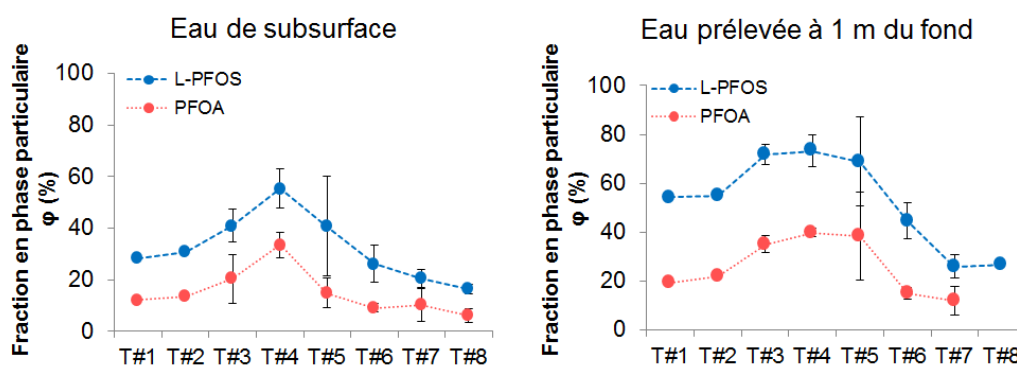 Eau de subsurface
Fraction en phase particulaire
φ (%)
100
80
60
40
20
0
L-PFOS
PFOA
T#1 T#2 T#3 T#4 T#5 T#6 T#7 T#8
Eau prélevée à 1 m du fond
Fraction en phase particulaire
φ (%)
100
80
60
40
20
0
L-PFOS
PFOA
T#1 T#2 T#3 T#4 T#5 T#6 T#7 T#8